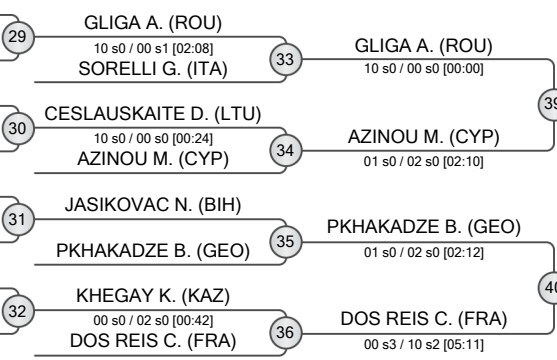 29
GLIGA A. (ROU)
10 s0 / 00 s1 [02:08]
SORELLI G. (ITA)
33
GLIGA A. (ROU)
10 s0 / 00 s0 [00:00]
39
30
CESLAUSKAITE D. (LTU)
10 s0 / 00 s0 [00:24]
AZINOU M. (CYP)
34
AZINOU M. (CYP)
01 s0 / 02 s0 [02:10]
31
JASIKOVAC N. (BIH)
PKHAKADZE B. (GEO)
35
PKHAKADZE B. (GEO)
01 s0 / 02 s0 [02:12]
40
32
KHEGAY K. (KAZ)
00 s0 / 02 s0 [00:42]
DOS REIS C. (FRA)
36
DOS REIS C. (FRA)
00 s3 / 10 s2 [05:11]